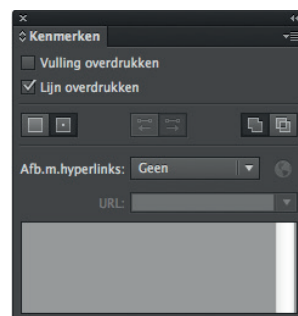 Kenmerken
Vulling overdrukken
Lijn overdrukken
Afb.m.hyperlinks: Geen
URL: